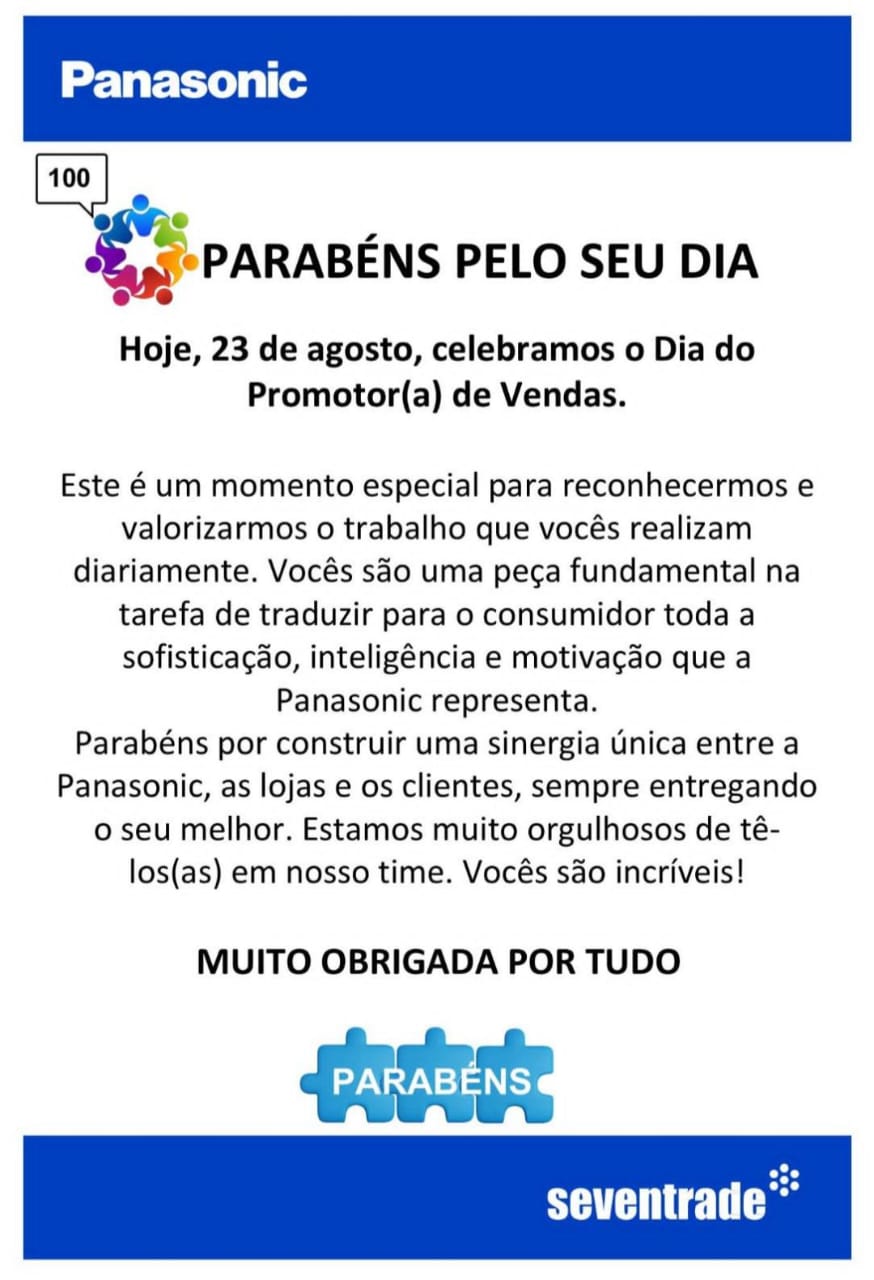 Panasonic
100
PARABÉNS PELO SEU DIA
Hoje, 23 de agosto, celebramos o Dia do
Promotor(a) de Vendas.
Este é um momento especial para reconhecermos e
valorizarmos o trabalho que vocês realizam
diariamente. Vocês são uma peça fundamental na
tarefa de traduzir para o consumidor toda a
sofisticação, inteligência e motivação que a
Panasonic representa.
Parabéns por construir uma sinergia única entre a
Panasonic, as lojas e os clientes, sempre entregando
o seu melhor. Estamos muito orgulhosos de tê-
los(as) em nosso time. Vocês são incríveis!
MUITO OBRIGADA POR TUDO
PARABÉNS
seventrade